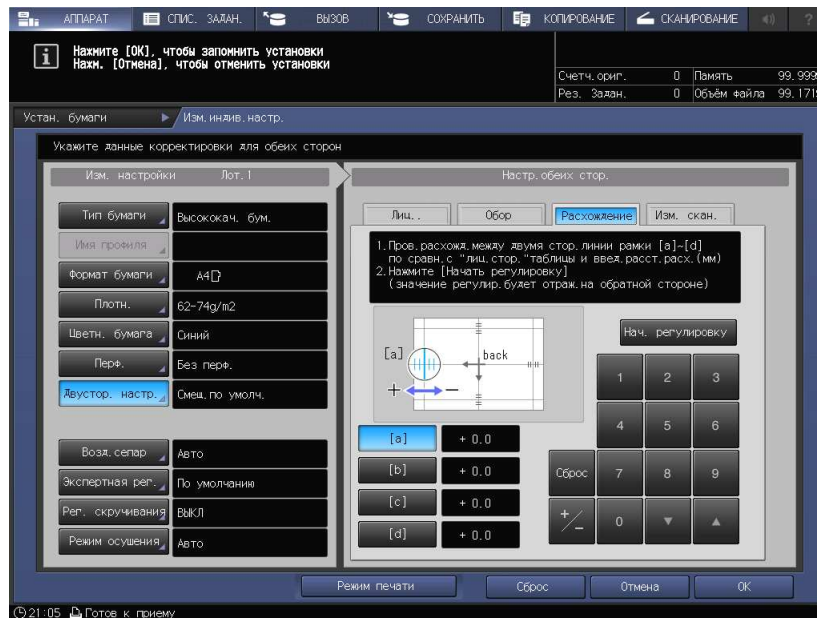 АППАРАТ
СПИС. ЗАДАН.
ВЫЗОВ
СОХРАНИТЬ
КОПИРОВАНИЕ
СКАНИРОВАНИЕ
?
Нажмите [OK], чтобы запомнить установки
Нажм. [Отмена], чтобы отменить установки
Счетч.ориг. 0 Память 99.999
Рез. Задан. 0 Объём файла 99.171
Устан. бумаги
Изм.индив.настр.
Укажите данные корректировки для обеих сторон
Изм. настройки Лот.1
Настр.обеих стор.
Тип бумаги Высококач. бум.
Имя профиля
Формат бумаги A4
Плотн. 62-74g/m2
Цветн. бумага Синий
Перф. Без перф.
Двустор. настр. Смещ.по умолч.
Возд.сепар Авто
Экспертная рег. По умолчанию
Рег. скручивания ВЫКЛ
Режим осушения Авто
Лиц..
Обор
Расхождение
Изм. скан.
1.Пров.расхожд.между двумя стор.линии рамки [a]~[d]
по сравн.с "лиц.стор."таблицы и введ.расст.расх.(мм)
2.Нажмите [Начать регулировку]
(значение регулир.будет отраж.на обратной стороне)
[a]
back
+ −
Нач. регулировку
[a] + 0.0
[b] + 0.0
[c] + 0.0
[d] + 0.0
1 2 3
4 5 6
Сброс 7 8 9
+/− 0 ▼ ▲
Режим печати
Сброс
Отмена
OK
21:05 Готов к приему